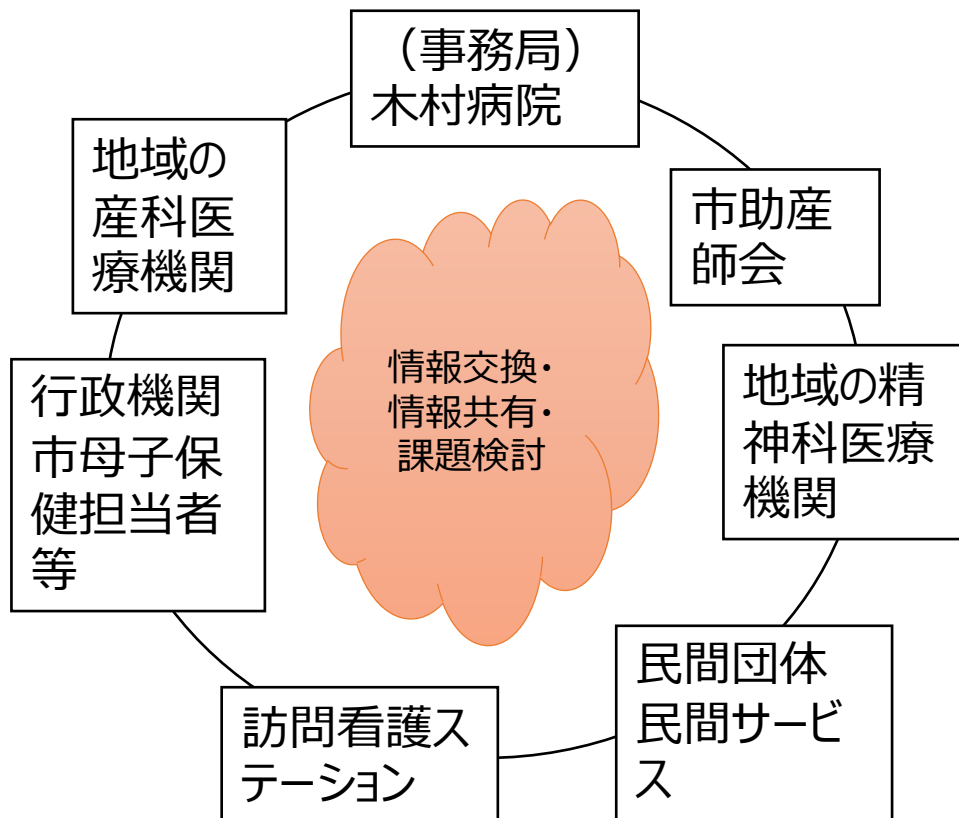 （事務局）
木村病院
地域の
産科医
療機関
市助産
師会
情報交換・
情報共有・
課題検討
行政機関
市母子保
健担当者
等
地域の精
神科医療
機関
民間団体
民間サービ
ス
訪問看護ス
テーション